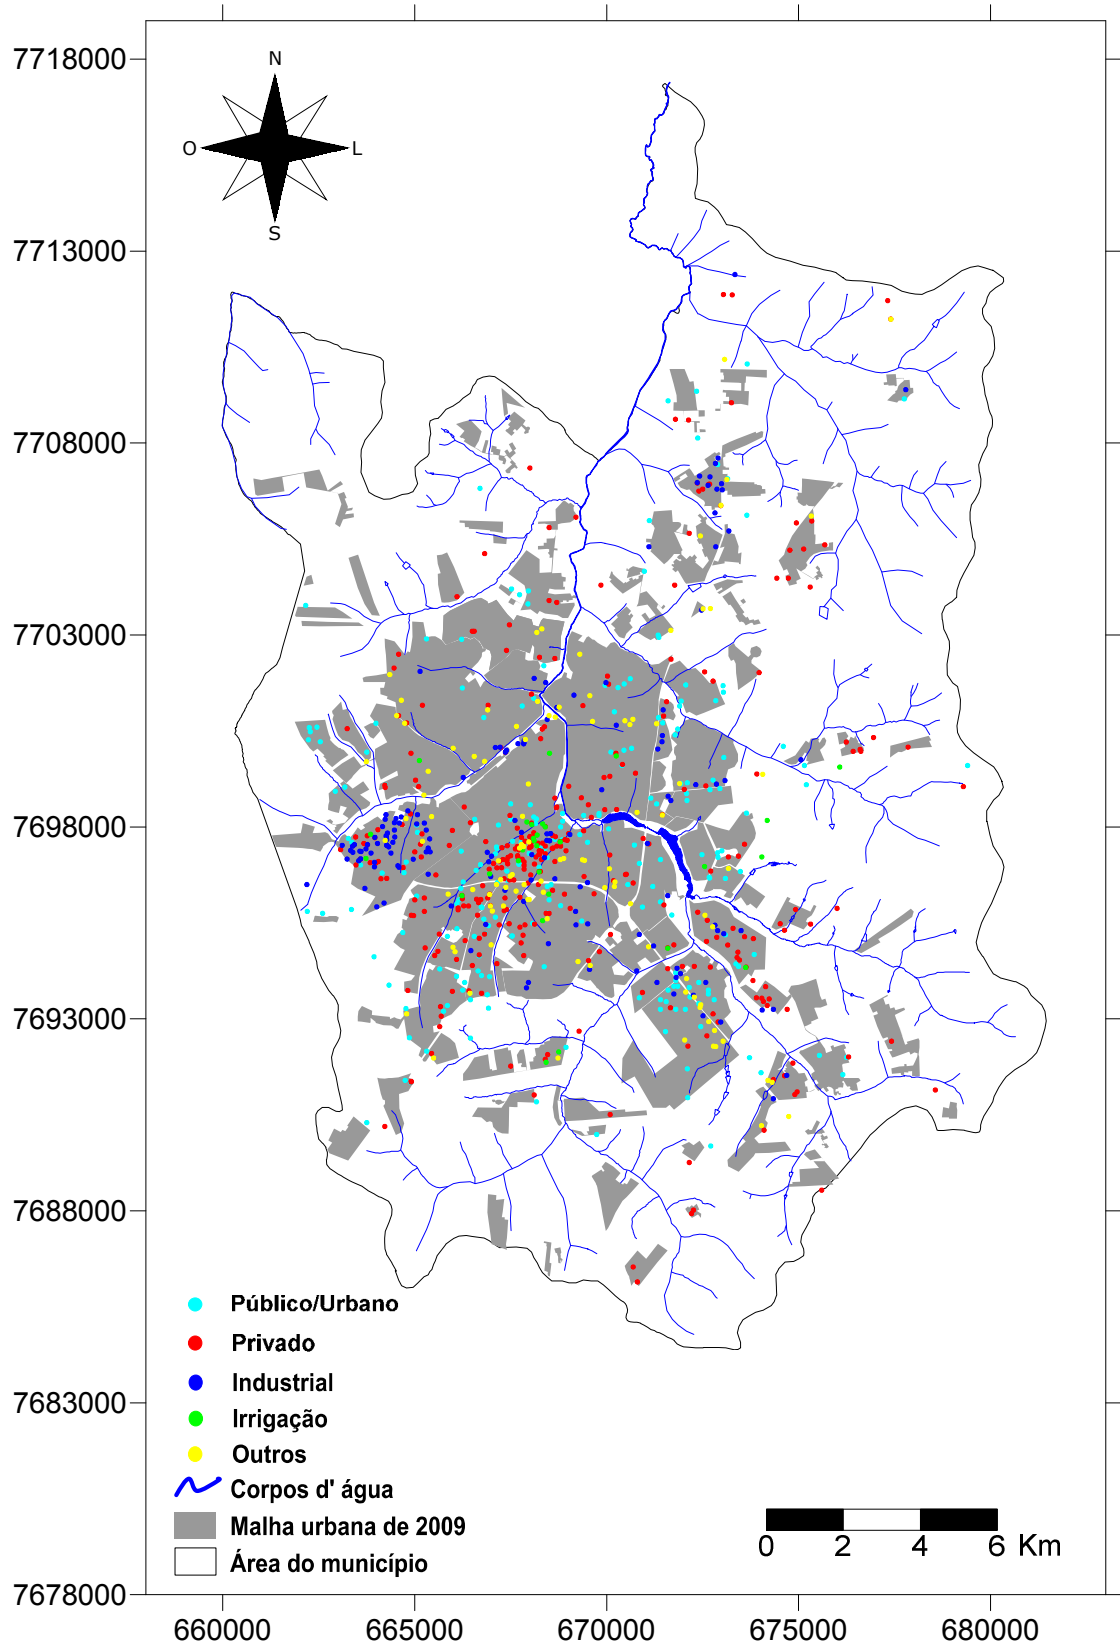 7718000
7713000
7708000
7703000
7698000
7693000
7688000
7683000
7678000
N
O
L
S
Público/Urbano
Privado
Industrial
Irrigação
Outros
Corpos d' água
Malha urbana de 2009
Área do município
0 2 4 6 Km
660000 665000 670000 675000 680000